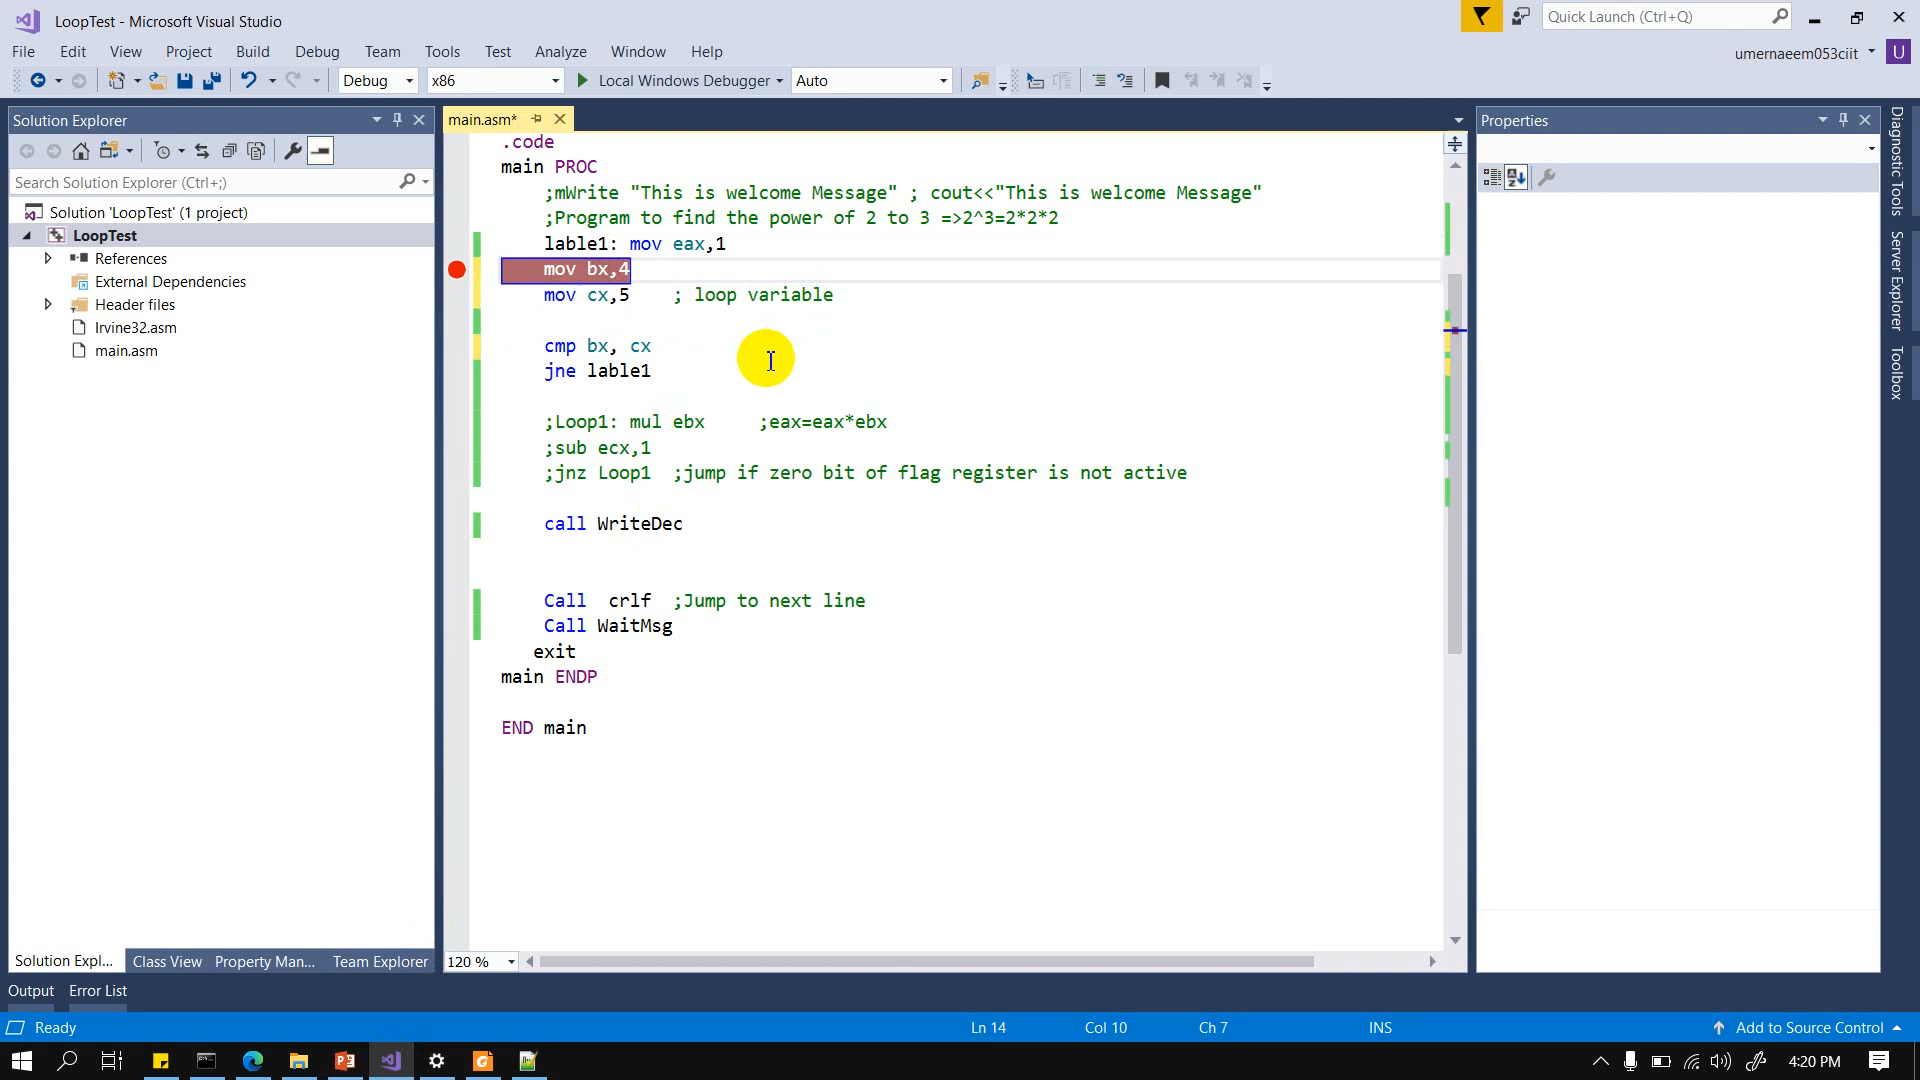 LoopTest - Microsoft Visual Studio
Quick Launch (Ctrl+Q)
File Edit View Project Build Debug Team Tools Test Analyze Window Help
umernaeem053ciit U
Debug x86 Local Windows Debugger Auto
Solution Explorer
Search Solution Explorer (Ctrl+;)
Solution 'LoopTest' (1 project)
LoopTest
References
External Dependencies
Header files
Irvine32.asm
main.asm
main.asm*
.code
main PROC
;mWrite "This is welcome Message" ; cout<<"This is welcome Message"
;Program to find the power of 2 to 3 =>2^3=2*2*2
lable1: mov eax,1
mov bx,4
mov cx,5 ; loop variable
cmp bx, cx
jne lable1
;Loop1: mul ebx ;eax=eax*ebx
;sub ecx,1
;jnz Loop1 ;jump if zero bit of flag register is not active
call WriteDec
Call crlf ;Jump to next line
Call WaitMsg
exit
main ENDP
END main
120 %
Properties
Diagnostic Tools
Server Explorer
Toolbox
Solution Expl... Class View Property Man... Team Explorer
Output Error List
Ready Ln 14 Col 10 Ch 7 INS Add to Source Control
4:20 PM